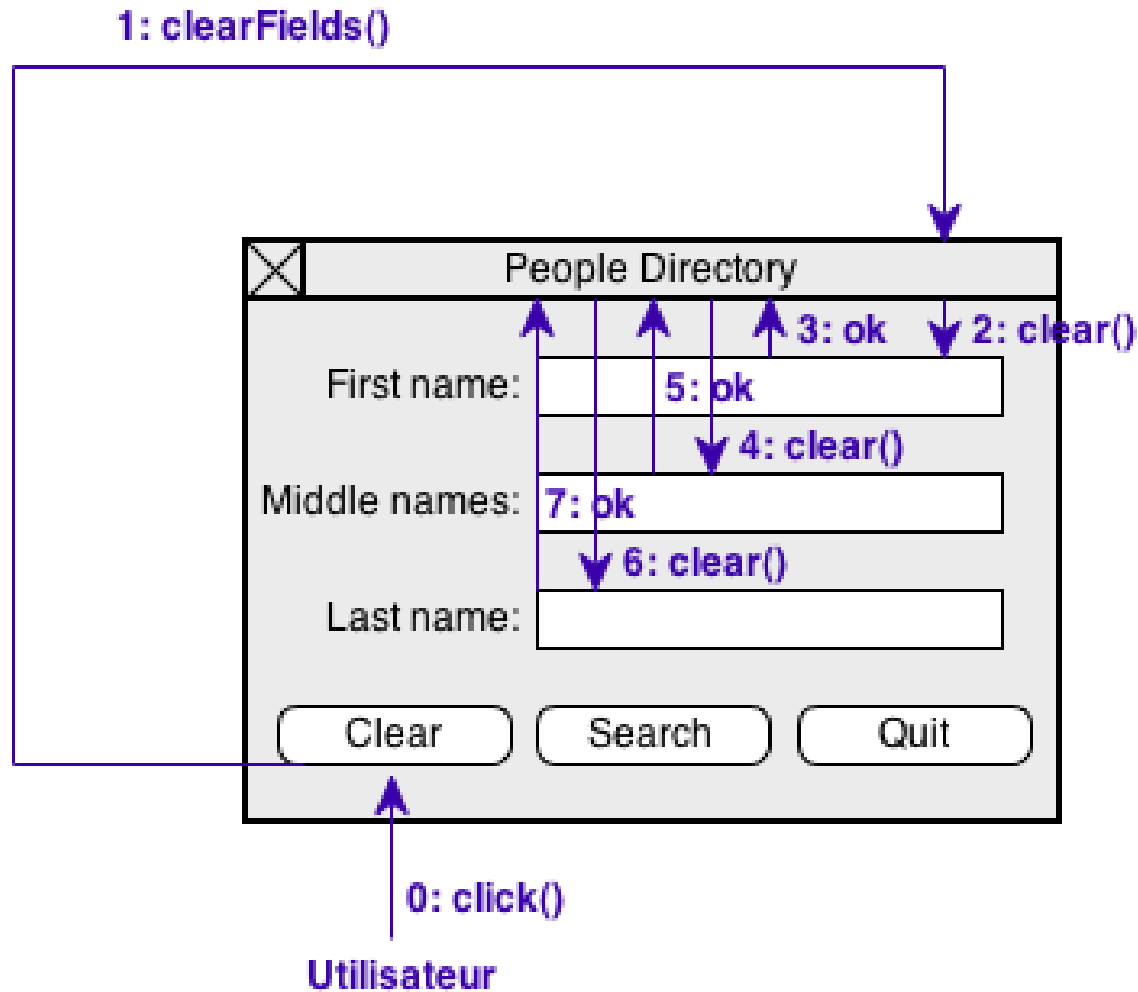 1: clearFields()
People Directory
3: ok
2: clear()
First name:
5: ok
4: clear()
Middle names:
7: ok
6: clear()
Last name:
Clear
Search
Quit
0: click()
Utilisateur